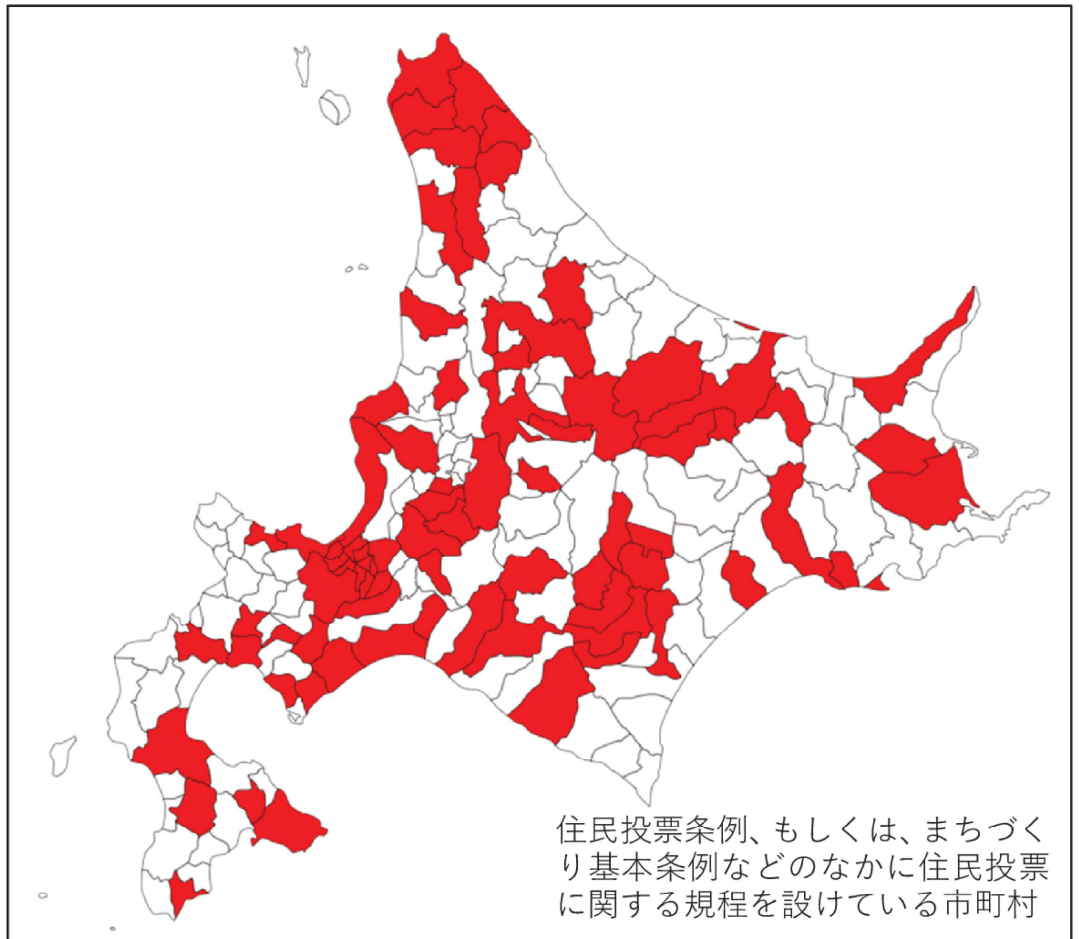 住民投票条例、もしくは、まちづく
り基本条例などのなかに住民投票
に関する規程を設けている市町村